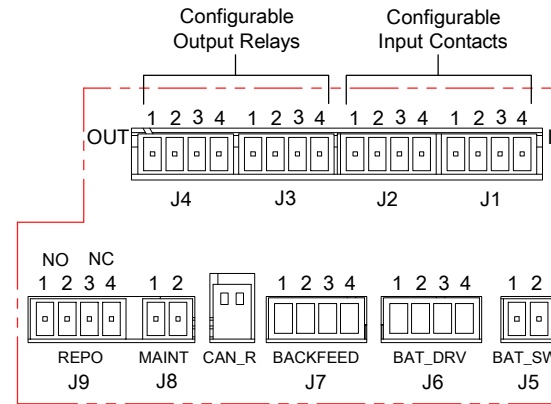 Configurable Output Relays
Configurable Input Contacts
1 2 3 4 1 2 3 4 1 2 3 4 1 2 3 4
OUT
J4 J3 J2 J1
NO NC
1 2 3 4 1 2 1 2 3 4 1 2 3 4 1 2
REPO MAINT CAN_R BACKFEED BAT_DRV BAT_SW
J9 J8 J7 J6 J5